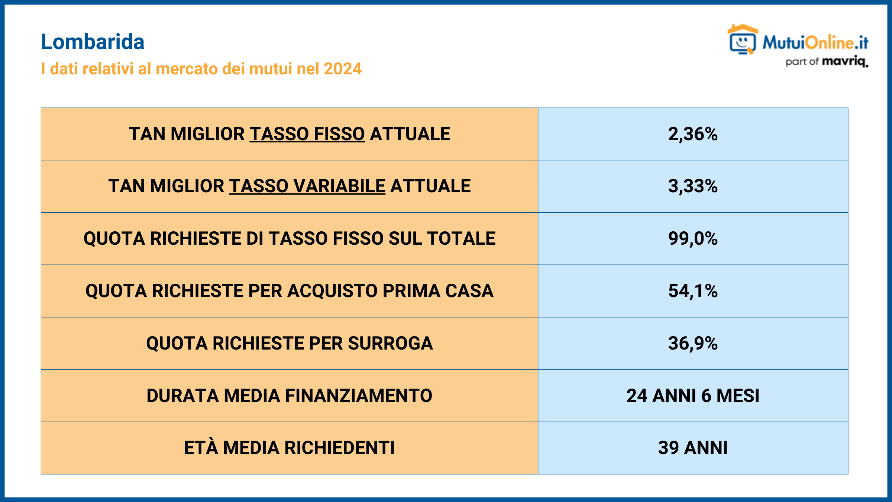 Lombarida
I dati relativi al mercato dei mutui nel 2024
MutuiOnline.it
part of mavriq.
TAN MIGLIOR TASSO FISSO ATTUALE 2,36%
TAN MIGLIOR TASSO VARIABILE ATTUALE 3,33%
QUOTA RICHIESTE DI TASSO FISSO SUL TOTALE 99,0%
QUOTA RICHIESTE PER ACQUISTO PRIMA CASA 54,1%
QUOTA RICHIESTE PER SURROGA 36,9%
DURATA MEDIA FINANZIAMENTO 24 ANNI 6 MESI
ETÀ MEDIA RICHIEDENTI 39 ANNI